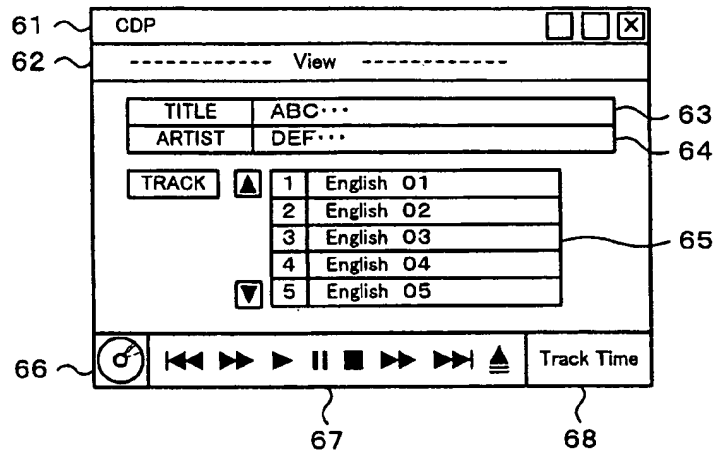 61 CDP
62 ------------ View ------------
TITLE ABC··· 63
ARTIST DEF··· 64
TRACK 1 English 01
2 English 02
3 English 03 65
4 English 04
5 English 05
66 Track Time
67 68